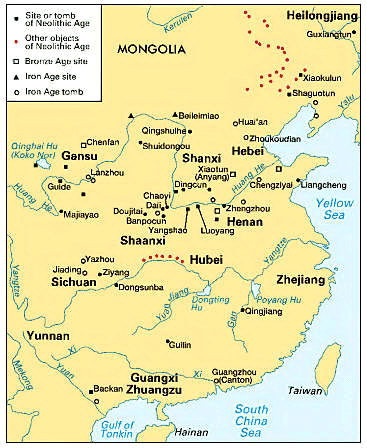 Site or tomb
of Neolithic Age
Other objects
of Neolithic Age
Bronze Age site
Iron Age site
Iron Age tomb
Karulen
Heilongjiang
Guxiangtun
MONGOLIA
Xiaokulun
Shaguotun
Yalu
Beileimiao
Qingshuihe
Huai'an
Zhoukoudian
Chenfan
Shuidongou
Shanxi
Hebei
Qinghai Hu
(Koko Nor)
Gansu
Lanzhou
Xiaotun
(Anyang)
Huang He
Dingcun
Chengziyai
Liangcheng
Guide
Huang He
Chaoyi
Dali
Doujitai
Banpocun
Zhengzhou
Yellow
Sea
Majiayao
Henan
Yangshao
Luoyang
Shaanxi
Yangtze
Yazhou
Hubei
Jiading
Ziyang
Zhejiang
Sichuan
Dongsunba
Yangtze
Yuan
Jiang
Dongting
Hu
Poyang Hu
Gan
Qingjiang
Yunnan
Guilin
Xi
Xi
Mekong
Yuan
Guangxi
Zhuangzu
Guangzhou
(Canton)
Backan
Taiwan
Gulf of
Tonkin
Hainan
South
China
Sea